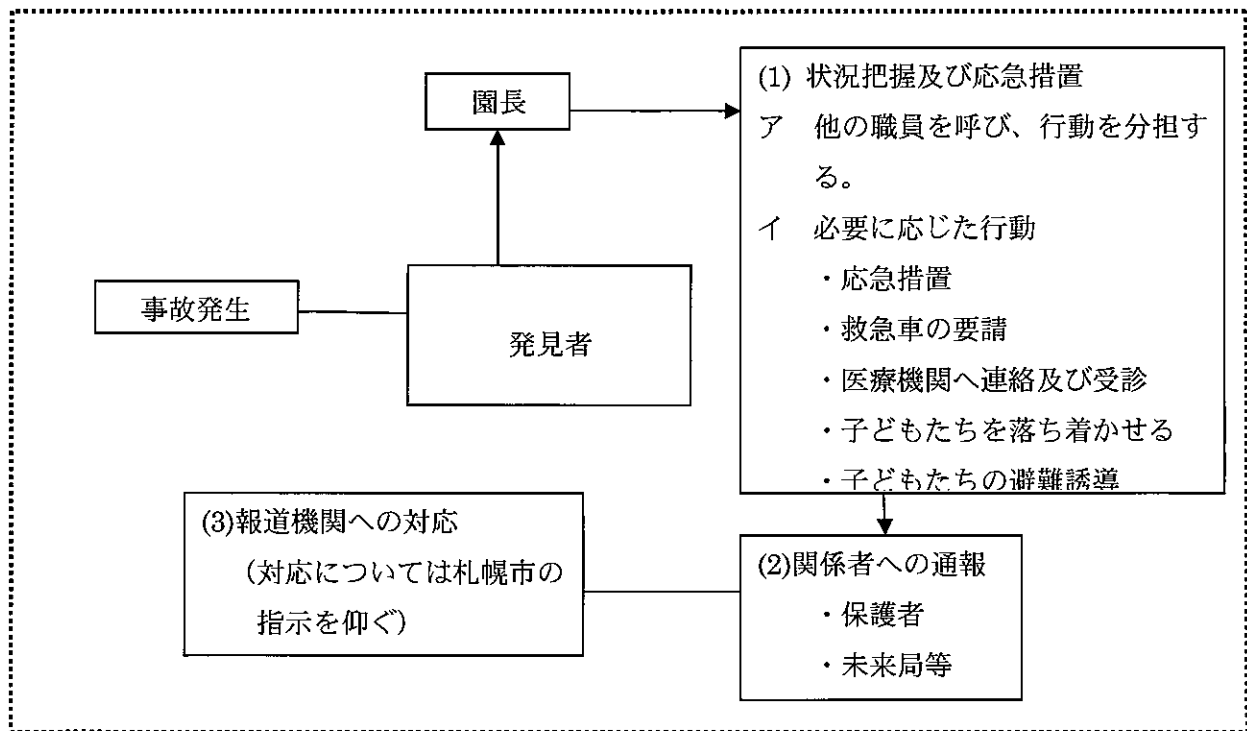 園長
事故発生
発見者
(1) 状況把握及び応急措置
ア 他の職員を呼び、行動を分担す
る。
イ 必要に応じた行動
・応急措置
・救急車の要請
・医療機関へ連絡及び受診
・子どもたちを落ち着かせる
・子どもたちの避難誘導
(2)関係者への通報
・保護者
・未来局等
(3)報道機関への対応
（対応については札幌市の
指示を仰ぐ）